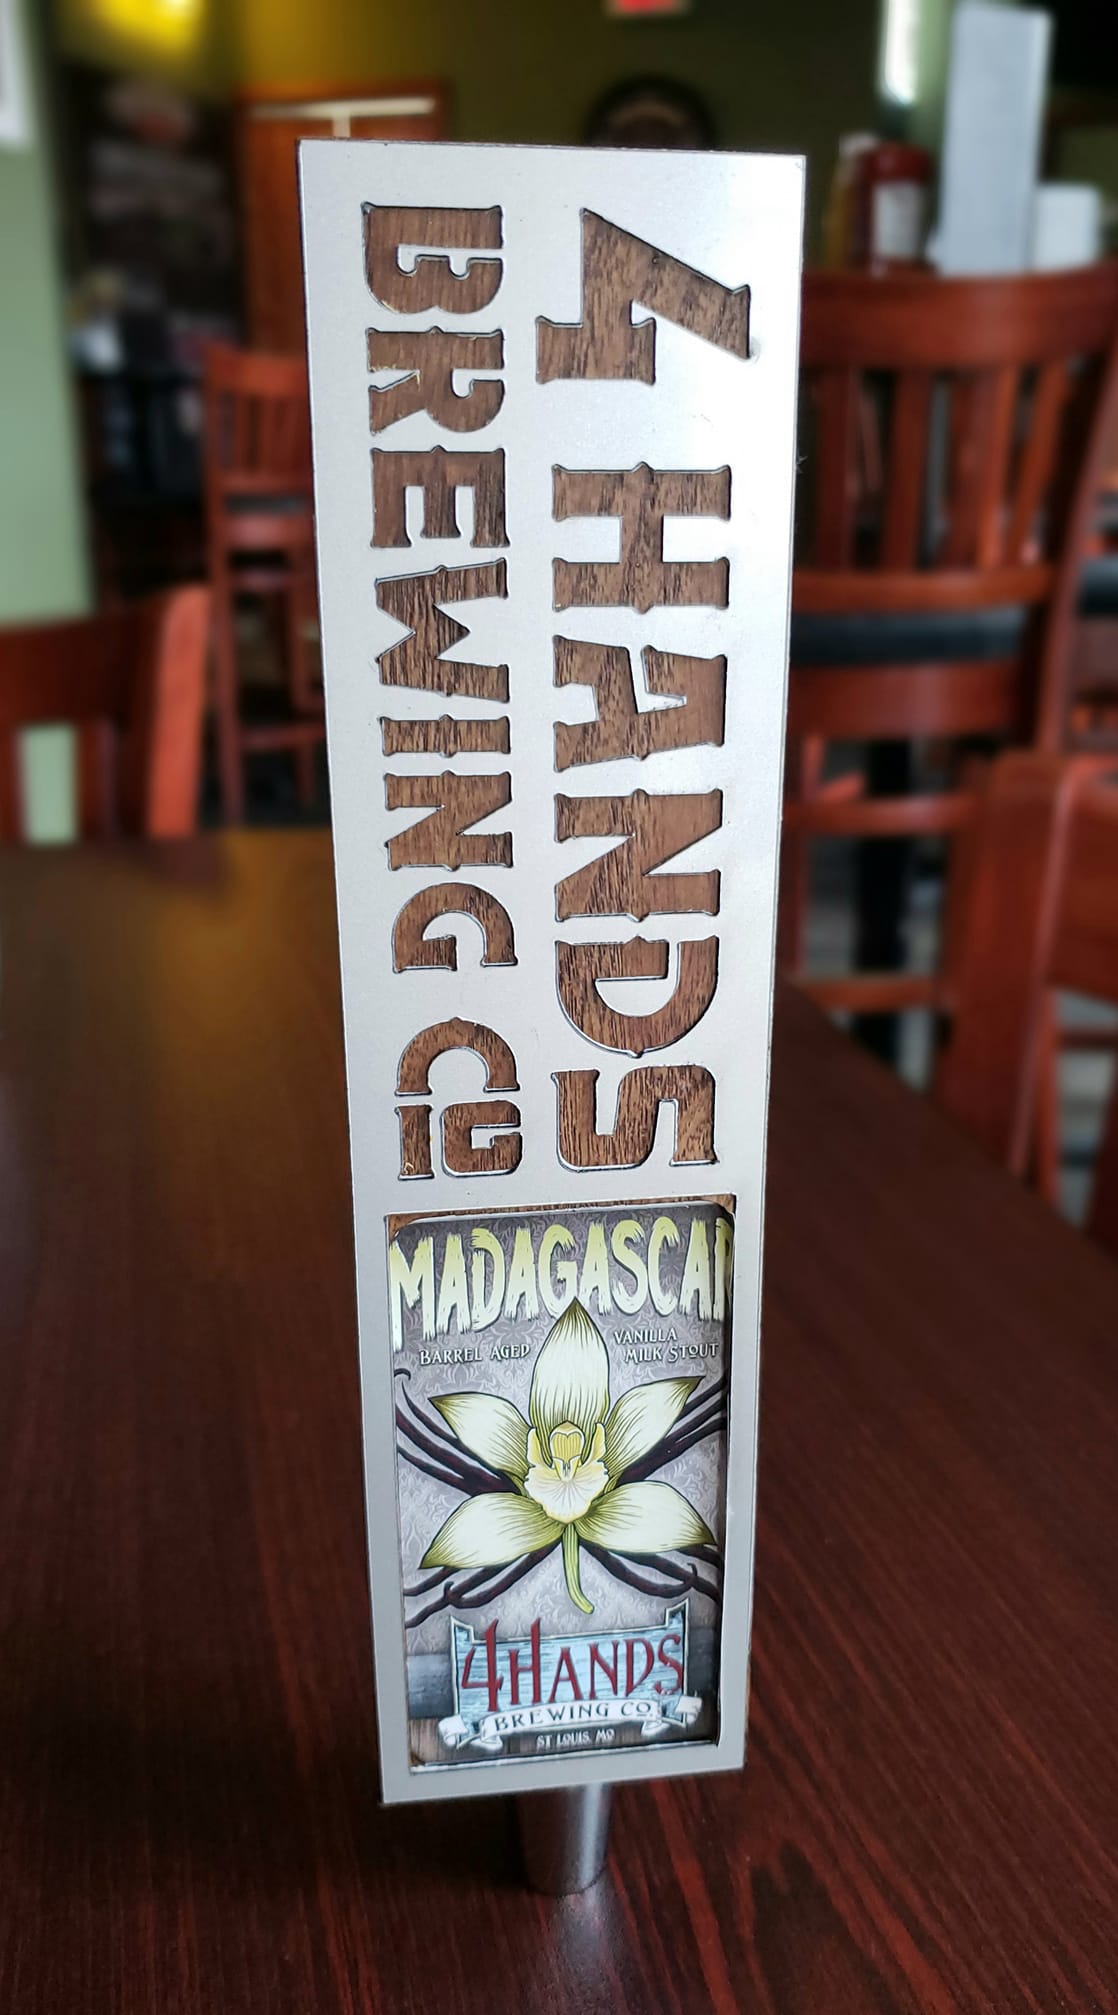 4 HANDS
BREWING CO
MADAGASCAR
BARREL AGED
VANILLA
MILK STOUT
4HANDS
BREWING CO.
ST LOUIS, MO